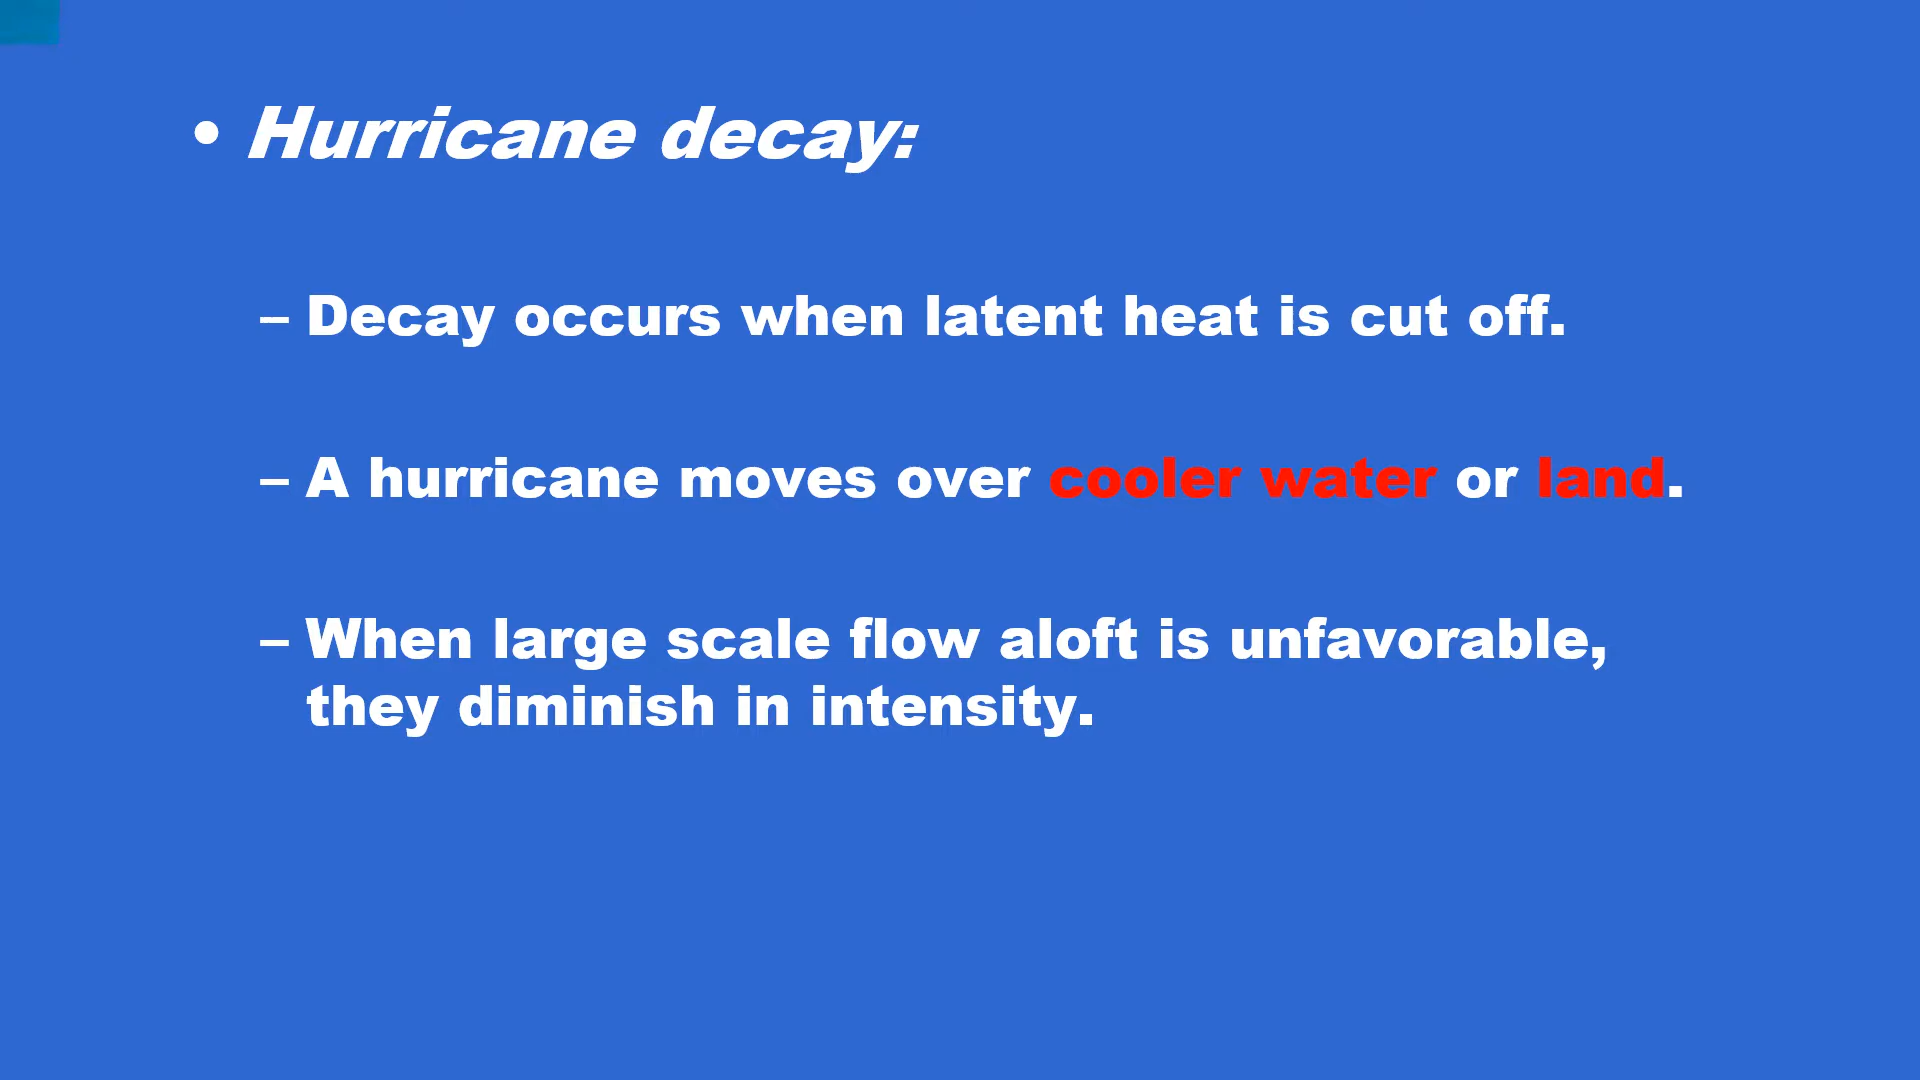 • Hurricane decay:
– Decay occurs when latent heat is cut off.
– A hurricane moves over cooler water or land.
– When large scale flow aloft is unfavorable,
they diminish in intensity.